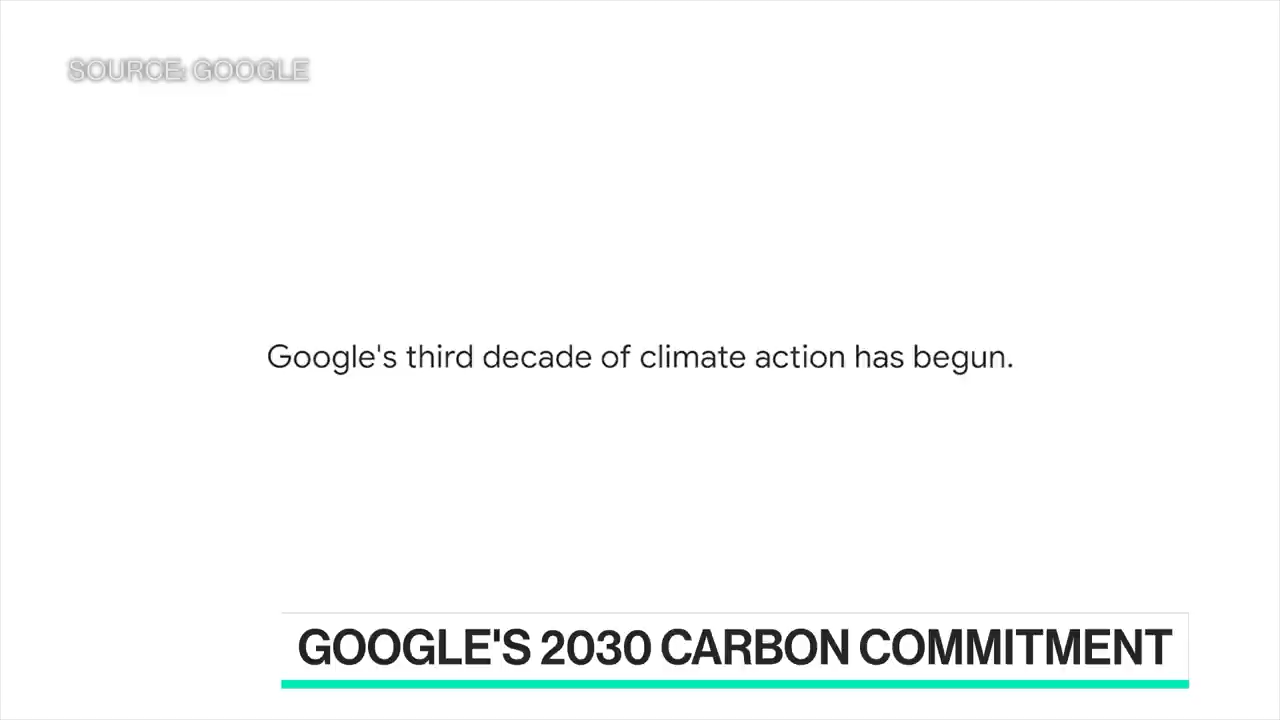 SOURCE: GOOGLE
Google's third decade of climate action has begun.
GOOGLE'S 2030 CARBON COMMITMENT